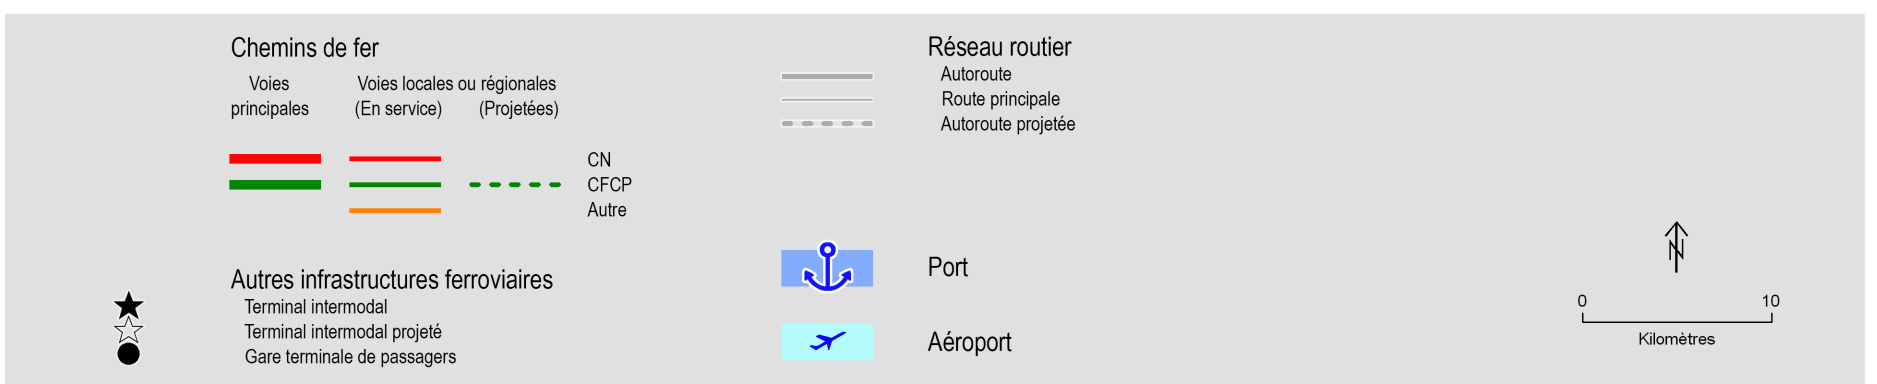 Chemins de fer
Voies principales
Voies locales ou régionales
(En service) (Projetées)
CN
CFCP
Autre
Autres infrastructures ferroviaires
Terminal intermodal
Terminal intermodal projeté
Gare terminale de passagers
Réseau routier
Autoroute
Route principale
Autoroute projetée
Port
Aéroport
N
0 10
Kilomètres